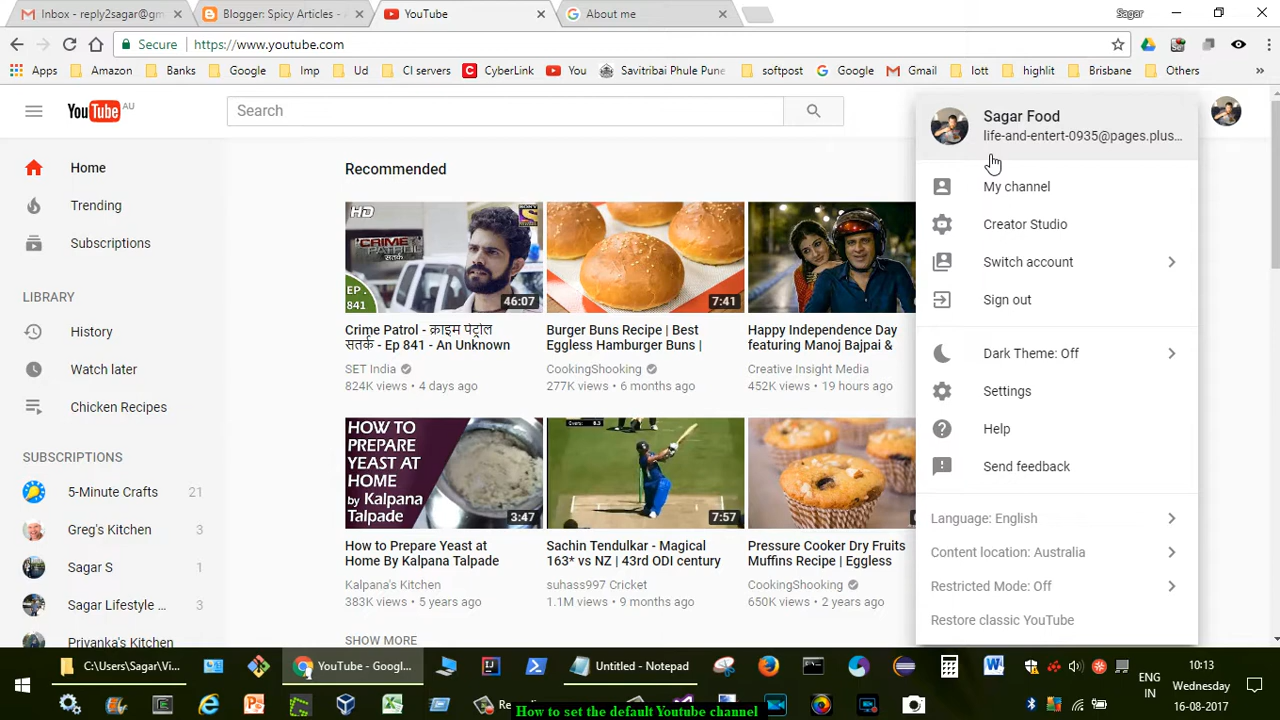 Inbox - reply2sagar@gm
Blogger: Spicy Articles -
YouTube
About me
Sagar
Secure
https://www.youtube.com
Apps
Amazon
Banks
Google
Imp
Ud
CI servers
CyberLink
You
Savitribai Phule Pune
softpost
Google
Gmail
lott
highlit
Brisbane
Others
YouTube AU
Search
Home
Trending
Subscriptions
LIBRARY
History
Watch later
Chicken Recipes
SUBSCRIPTIONS
5-Minute Crafts 21
Greg's Kitchen 3
Sagar S 1
Sagar Lifestyle ... 3
Priyanka's Kitchen
Recommended
HD
CRIME
PATROL
EP.
841
46:07
Crime Patrol - क्राइम पेट्रोल
सतर्क - Ep 841 - An Unknown
SET India
824K views • 4 days ago
7:41
Burger Buns Recipe | Best
Eggless Hamburger Buns |
CookingShooking
277K views • 6 months ago
Happy Independence Day
featuring Manoj Bajpai &
Creative Insight Media
452K views • 19 hours ago
HOW TO
PREPARE
YEAST AT
HOME
by Kalpana
Talpade
3:47
How to Prepare Yeast at
Home By Kalpana Talpade
Kalpana's Kitchen
383K views • 5 years ago
7:57
Sachin Tendulkar - Magical
163* vs NZ | 43rd ODI century
suhass997 Cricket
1.1M views • 9 months ago
Pressure Cooker Dry Fruits
Muffins Recipe | Eggless
CookingShooking
650K views • 2 years ago
SHOW MORE
Sagar Food
life-and-entert-0935@pages.plus...
My channel
Creator Studio
Switch account
Sign out
Dark Theme: Off
Settings
Help
Send feedback
Language: English
Content location: Australia
Restricted Mode: Off
Restore classic YouTube
C:\Users\Sagar\Vi...
YouTube - Googl...
Untitled - Notepad
ENG
IN
10:13
Wednesday
16-08-2017
How to set the default Youtube channel